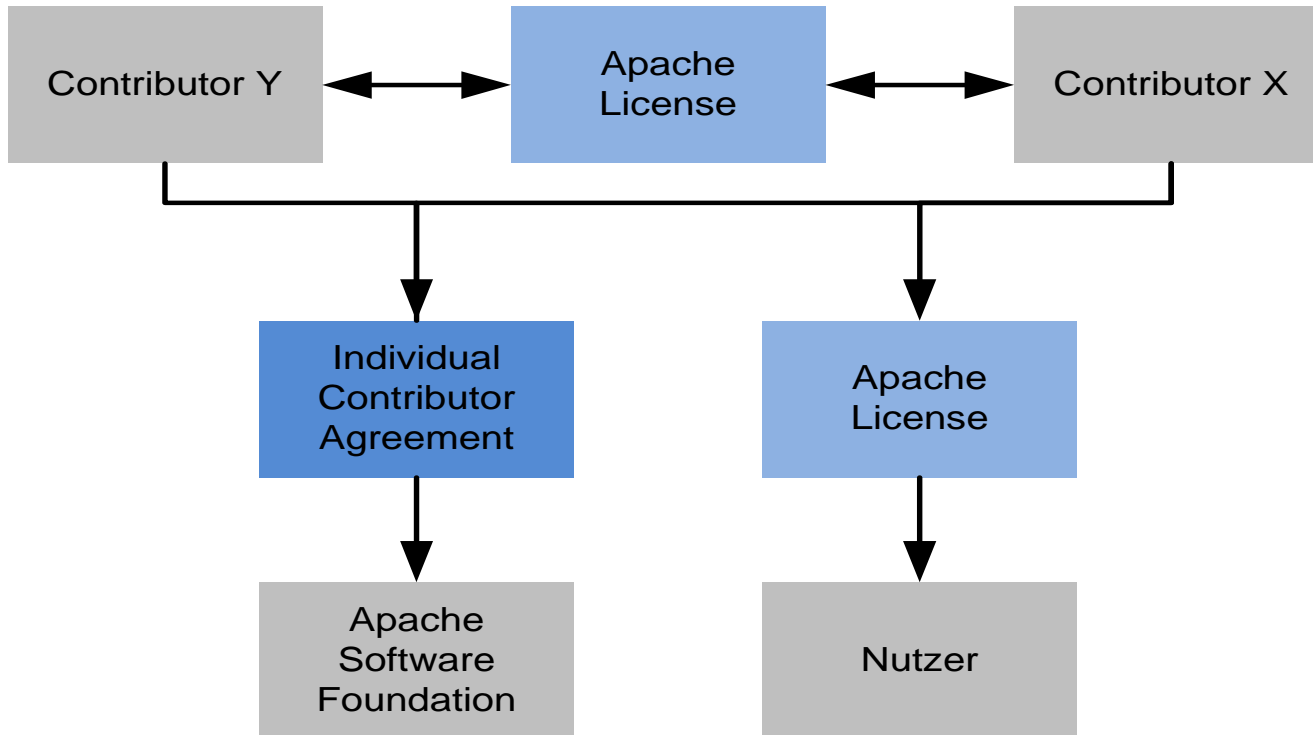 Contributor Y
Apache
License
Contributor X
Individual
Contributor
Agreement
Apache
License
Apache
Software
Foundation
Nutzer